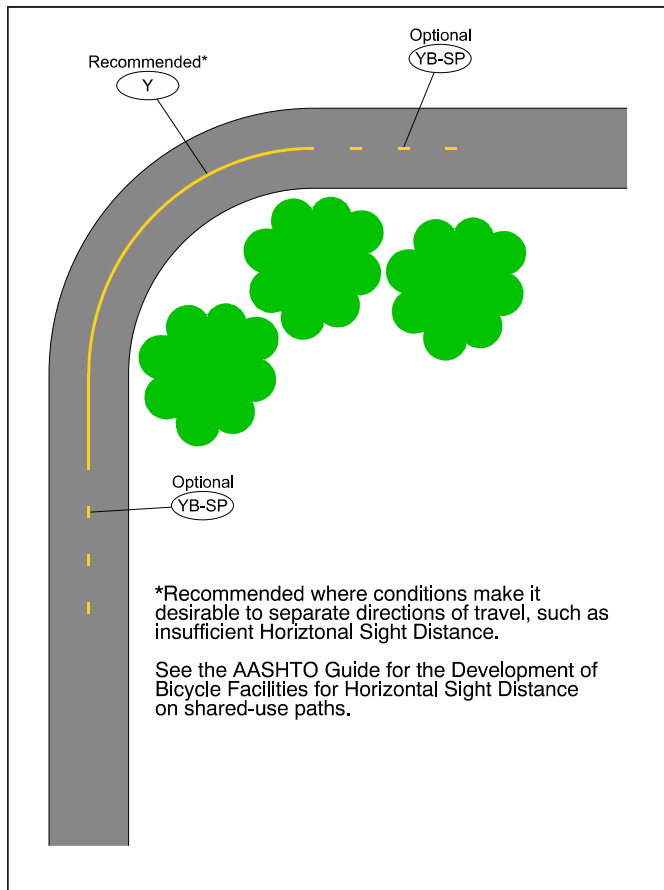 Optional
YB-SP
Recommended*
Y
Optional
YB-SP
*Recommended where conditions make it
desirable to separate directions of travel, such as
insufficient Horiztonal Sight Distance.
See the AASHTO Guide for the Development of
Bicycle Facilities for Horizontal Sight Distance
on shared-use paths.